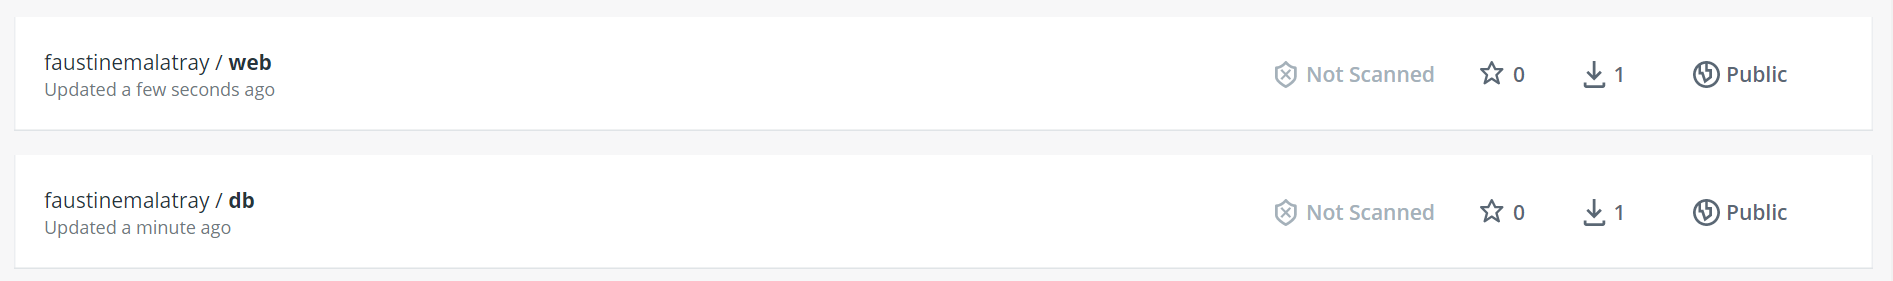 faustinemalatray / web
Updated a few seconds ago
Not Scanned 0 1 Public
faustinemalatray / db
Updated a minute ago
Not Scanned 0 1 Public